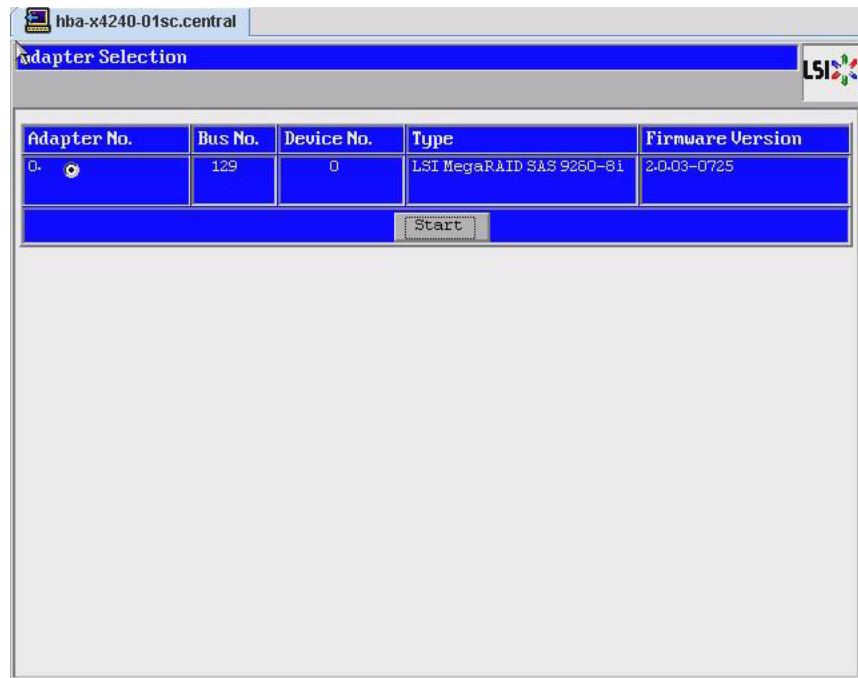 hba-x4240-01sc.central
Adapter Selection
LSI
Adapter No. Bus No. Device No. Type Firmware Version
0. 129 0 LSI MegaRAID SAS 9260-8i 2.0.03-0725
Start